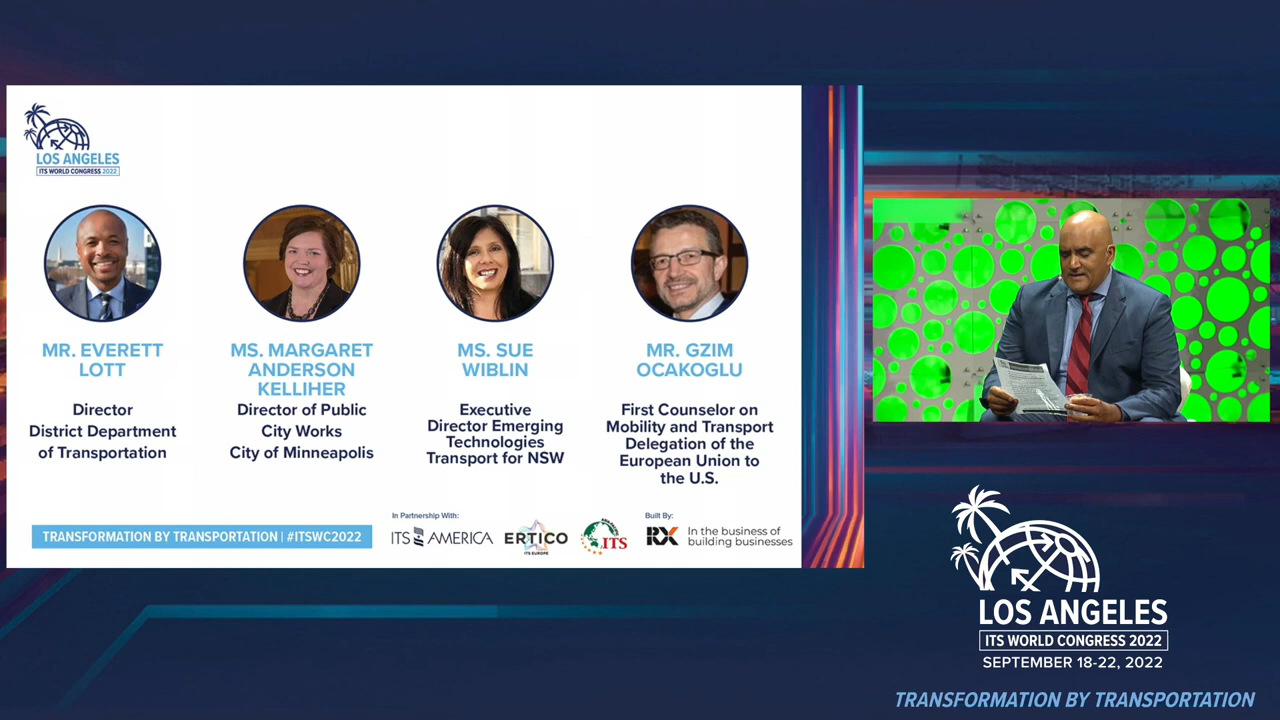 LOS ANGELES
ITS WORLD CONGRESS 2022
MR. EVERETT
LOTT
Director
District Department
of Transportation
MS. MARGARET
ANDERSON
KELLIHER
Director of Public
City Works
City of Minneapolis
MS. SUE
WIBLIN
Executive
Director Emerging
Technologies
Transport for NSW
MR. GZIM
OCAKOGLU
First Counselor on
Mobility and Transport
Delegation of the
European Union to
the U.S.
TRANSFORMATION BY TRANSPORTATION | #ITSWC2022
In Partnership With:
ITS AMERICA
ERTICO
ITS EUROPE
ITS
Built By:
RX
In the business of
building businesses
LOS ANGELES
ITS WORLD CONGRESS 2022
SEPTEMBER 18-22, 2022
TRANSFORMATION BY TRANSPORTATION